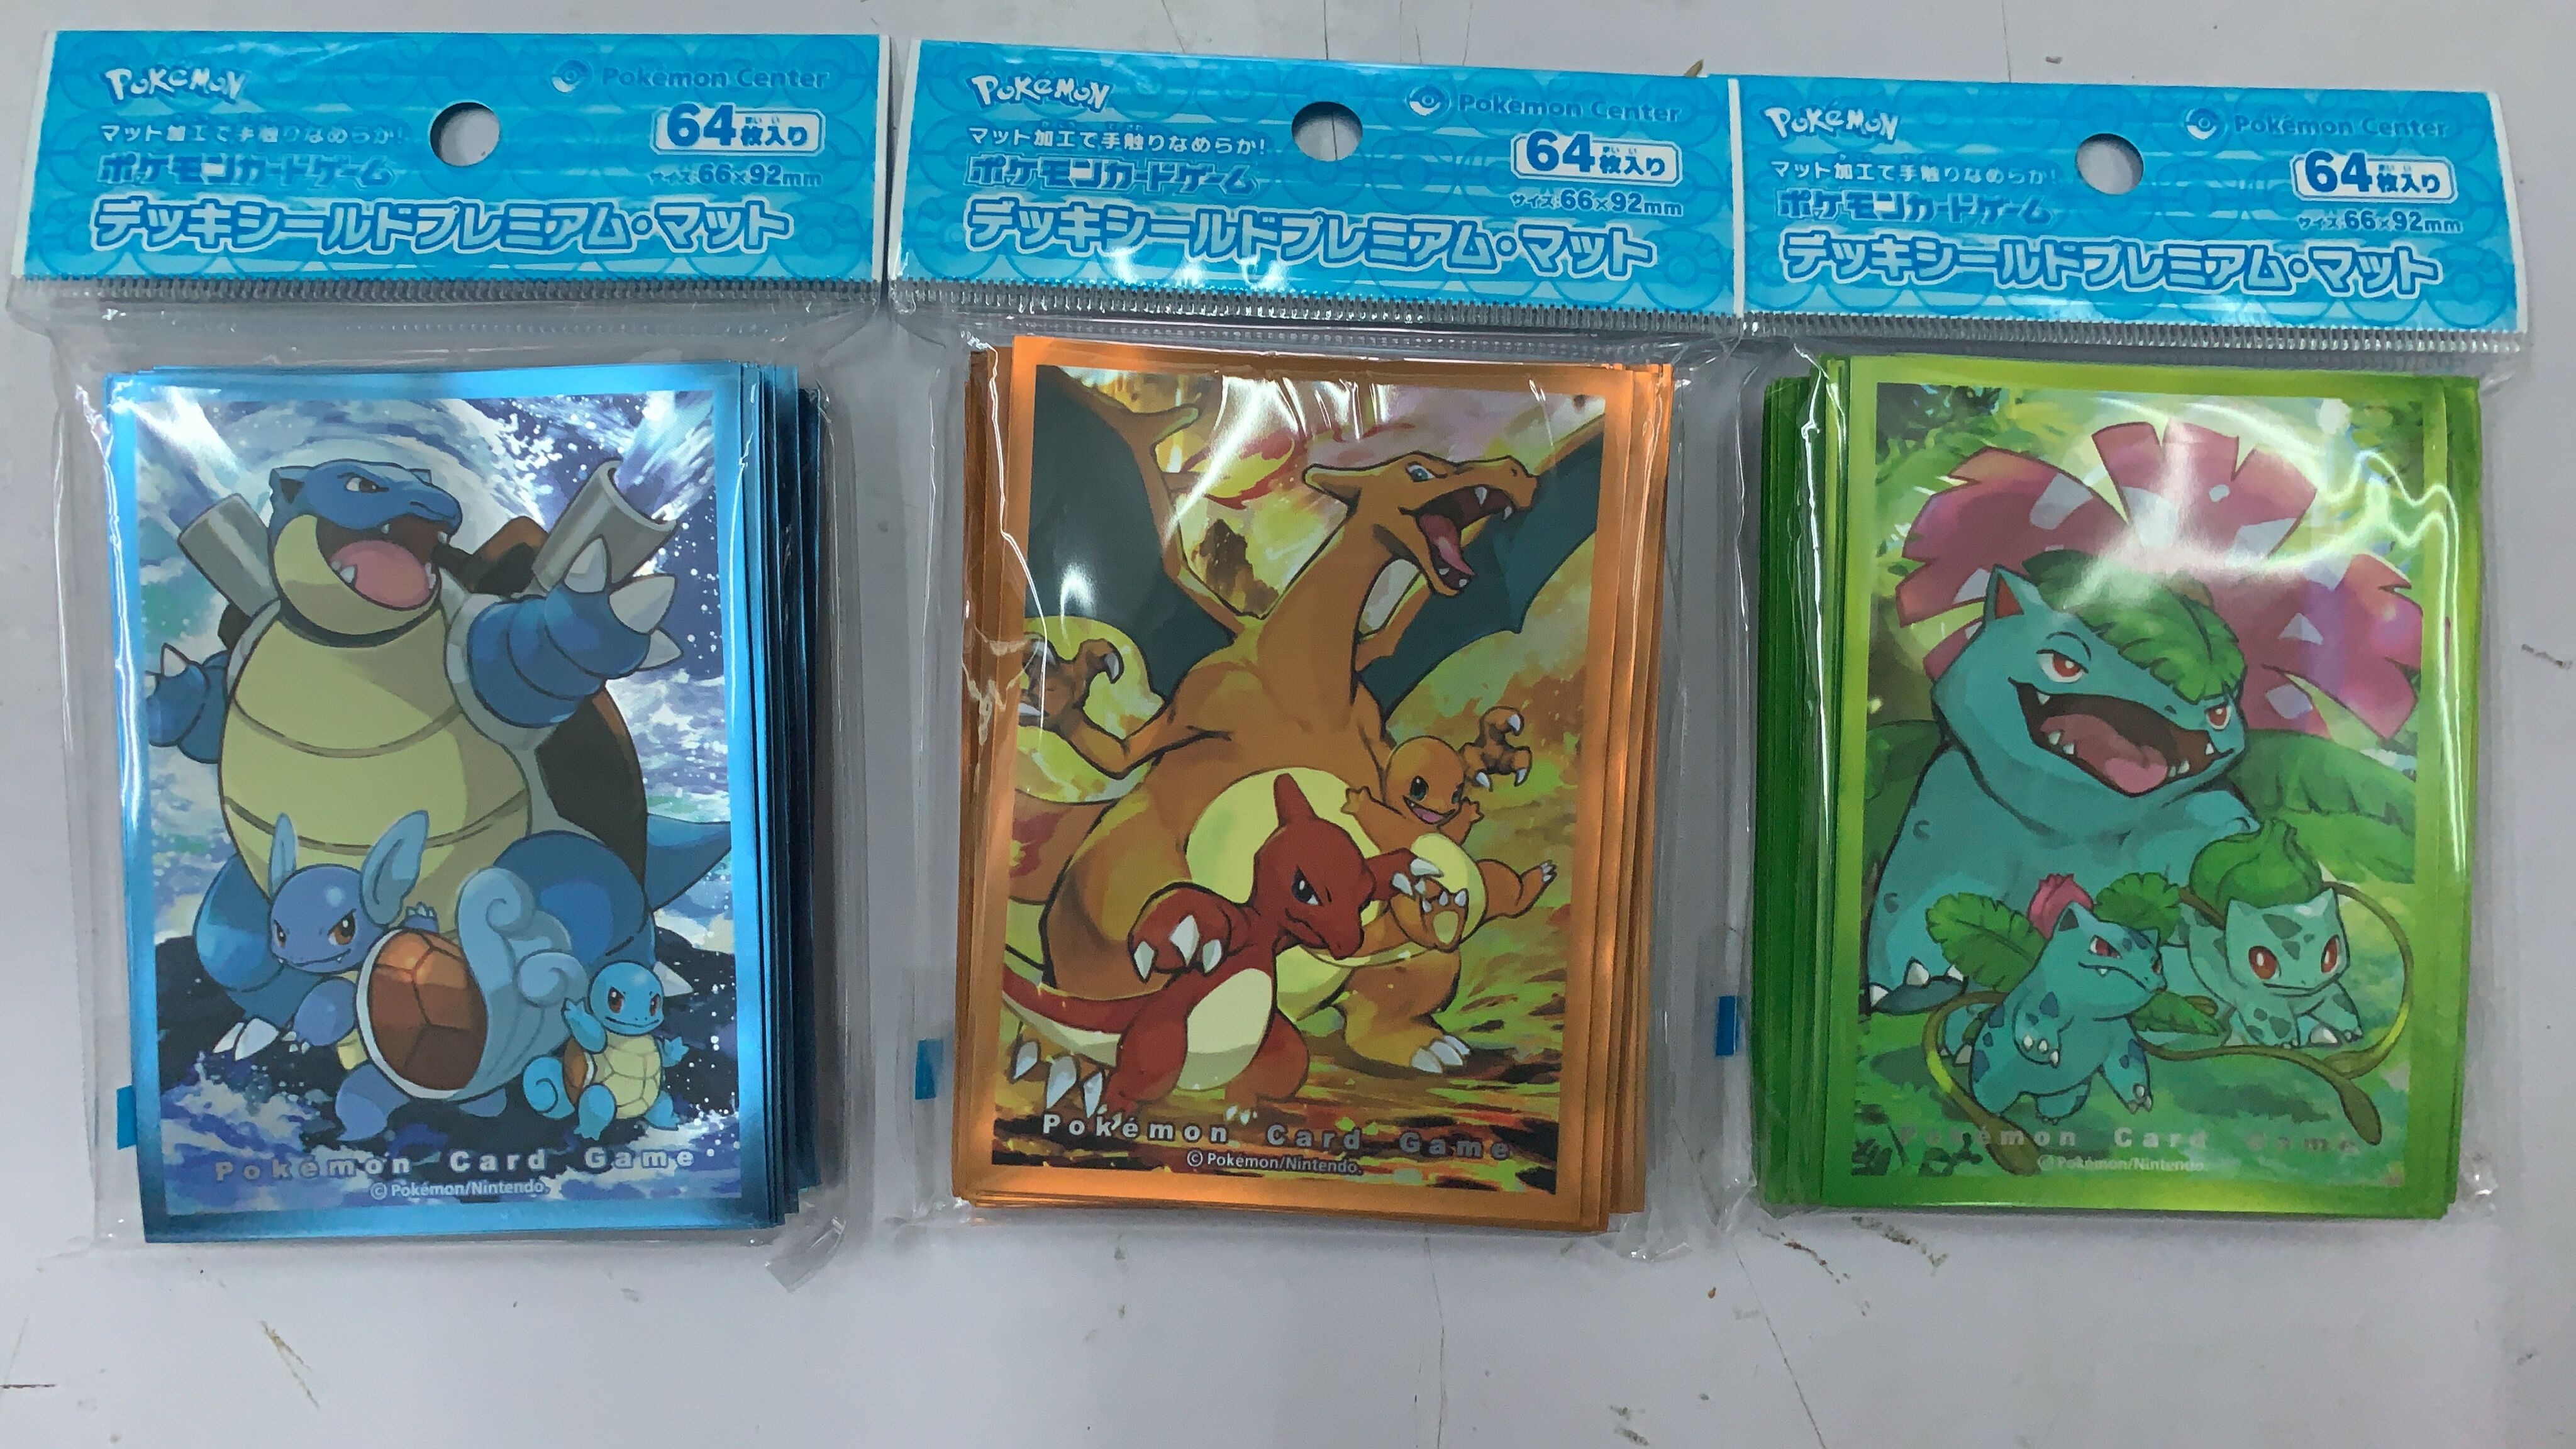 Pokémon
Pokémon Center
マット加工で手触りなめらか!
64枚入り
ポケモンカードゲーム
サイズ:66×92mm
デッキシールドプレミアム・マット
Pokémon Card Game
©Pokémon/Nintendo.
Pokémon
Pokémon Center
マット加工で手触りなめらか!
64枚入り
ポケモンカードゲーム
サイズ:66×92mm
デッキシールドプレミアム・マット
Pokémon Card Game
©Pokémon/Nintendo.
Pokémon
Pokémon Center
マット加工で手触りなめらか!
64枚入り
ポケモンカードゲーム
サイズ:66×92mm
デッキシールドプレミアム・マット
Pokémon Card Game
©Pokémon/Nintendo.